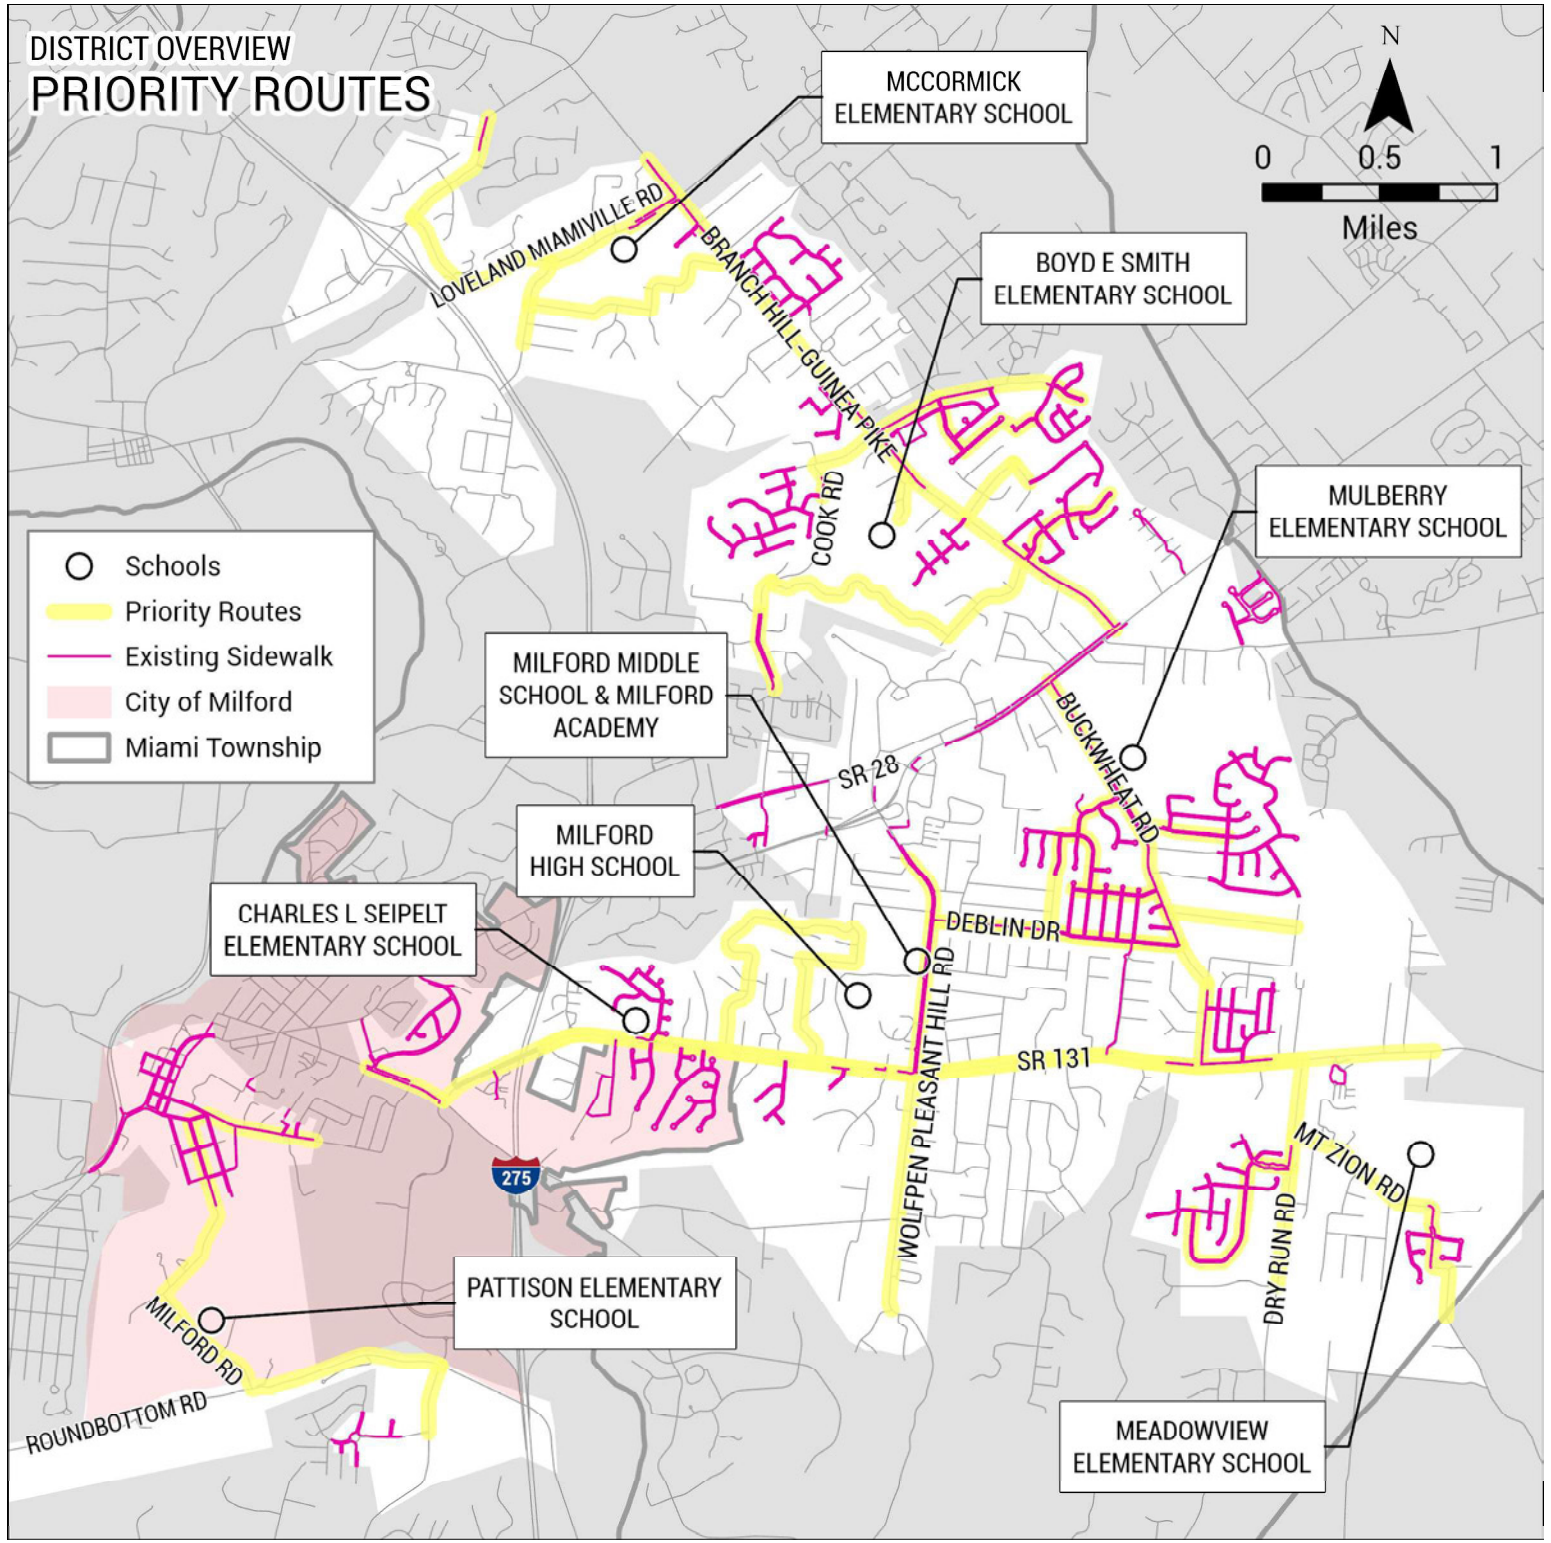 DISTRICT OVERVIEW
PRIORITY ROUTES
MCCORMICK
ELEMENTARY SCHOOL
N
0 0.5 1
Miles
LOVELAND MIAMIVILLE RD
BRANCH HILL-GUINEA PIKE
BOYD E SMITH
ELEMENTARY SCHOOL
COOK RD
MULBERRY
ELEMENTARY SCHOOL
Schools
Priority Routes
Existing Sidewalk
City of Milford
Miami Township
MILFORD MIDDLE
SCHOOL & MILFORD
ACADEMY
SR 28
BUCKWHEAT RD
MILFORD
HIGH SCHOOL
CHARLES L SEIPELT
ELEMENTARY SCHOOL
DEBLIN DR
WOLFPEN PLEASANT HILL RD
SR 131
275
MT ZION RD
DRY RUN RD
PATTISON ELEMENTARY
SCHOOL
MILFORD RD
ROUNDBOTTOM RD
MEADOWVIEW
ELEMENTARY SCHOOL